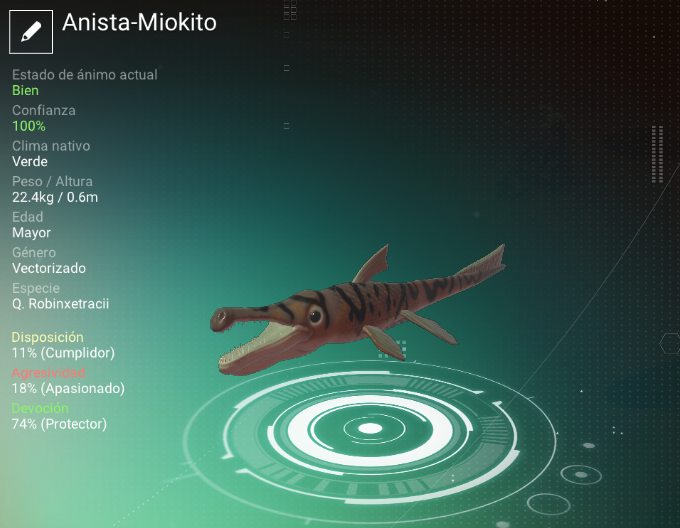 Anista-Miokito
Estado de ánimo actual
Bien
Confianza
100%
Clima nativo
Verde
Peso / Altura
22.4kg / 0.6m
Edad
Mayor
Género
Vectorizado
Especie
Q. Robinxetracii
Disposición
11% (Cumplidor)
Agresividad
18% (Apasionado)
Devoción
74% (Protector)